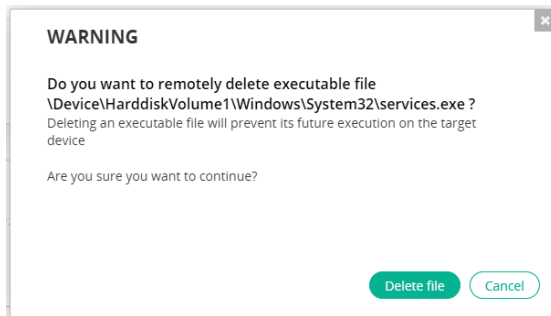 WARNING
Do you want to remotely delete executable file
\Device\HarddiskVolume1\Windows\System32\services.exe ?
Deleting an executable file will prevent its future execution on the target
device
Are you sure you want to continue?
Delete file
Cancel